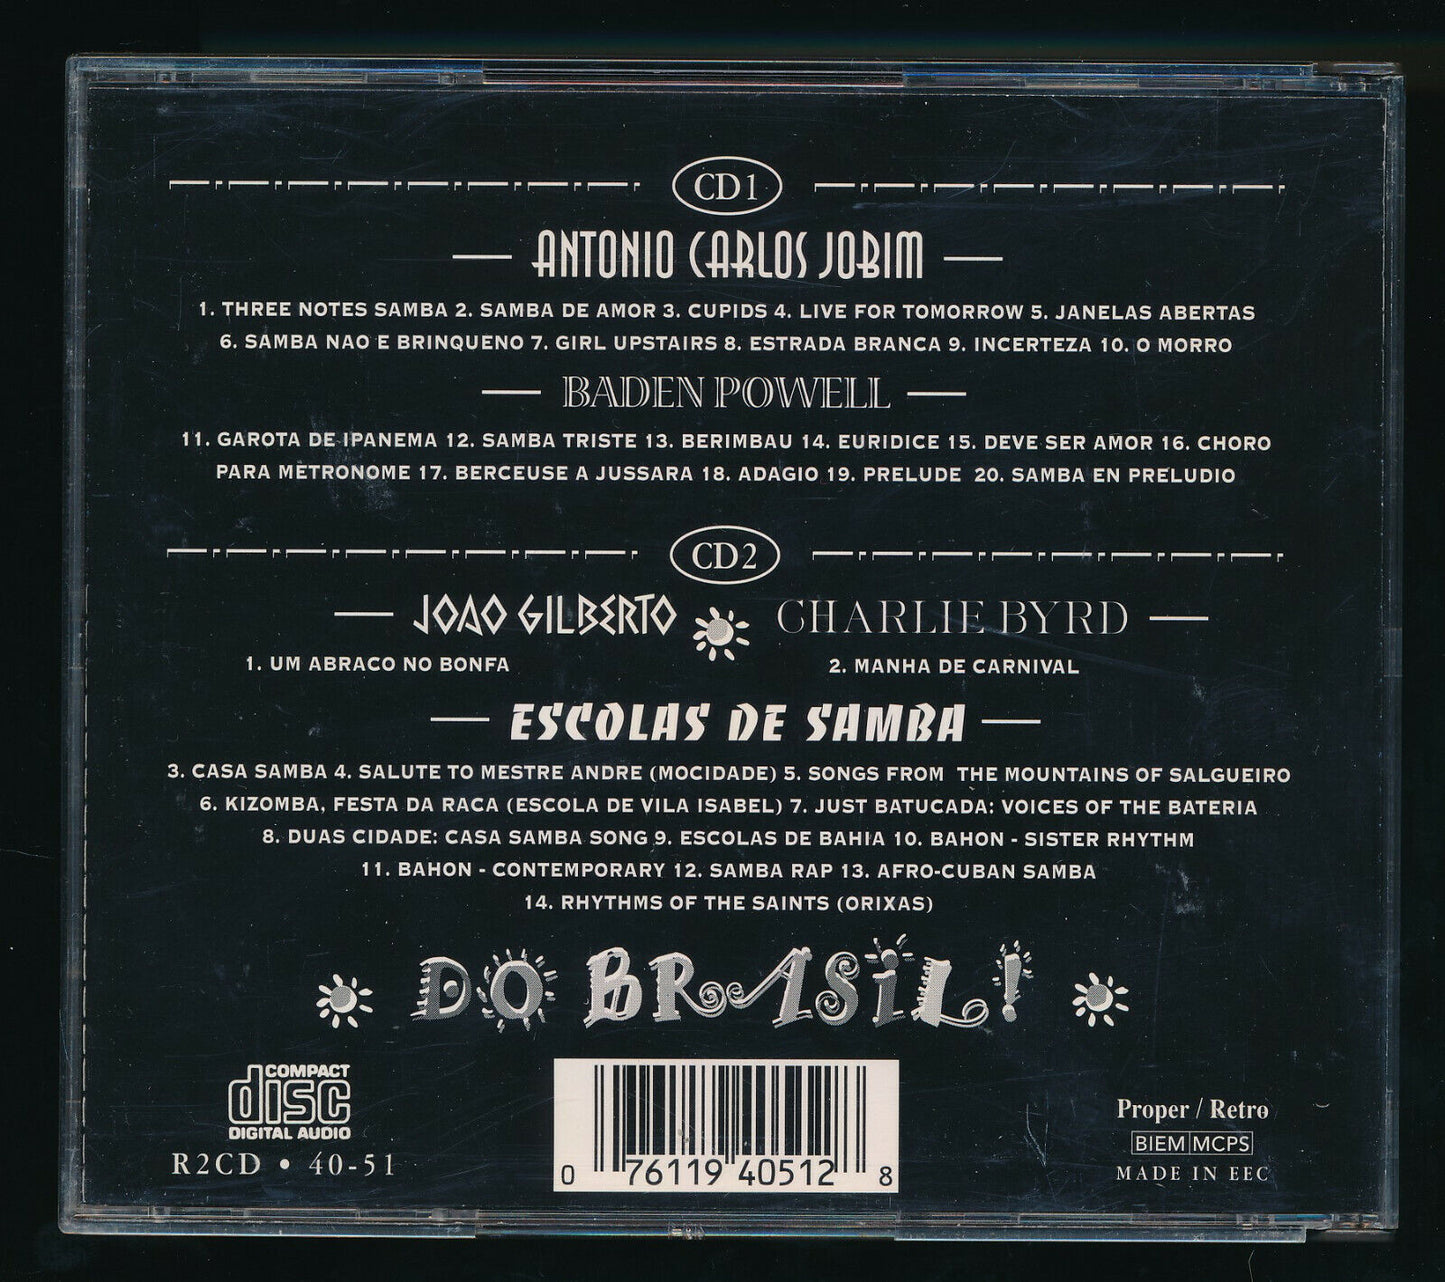 CD1
ANTONIO CARLOS JOBIM
1. THREE NOTES SAMBA 2. SAMBA DE AMOR 3. CUPIDS 4. LIVE FOR TOMORROW 5. JANELAS ABERTAS
6. SAMBA NAO E BRINQUENO 7. GIRL UPSTAIRS 8. ESTRADA BRANCA 9. INCERTEZA 10. O MORRO
BADEN POWELL
11. GAROTA DE IPANEMA 12. SAMBA TRISTE 13. BERIMBAU 14. EURIDICE 15. DEVE SER AMOR 16. CHORO
PARA METRONOME 17. BERCEUSE A JUSSARA 18. ADAGIO 19. PRELUDE 20. SAMBA EN PRELUDIO
CD2
JOAO GILBERTO CHARLIE BYRD
1. UM ABRACO NO BONFA 2. MANHA DE CARNIVAL
ESCOLAS DE SAMBA
3. CASA SAMBA 4. SALUTE TO MESTRE ANDRE (MOCIDADE) 5. SONGS FROM THE MOUNTAINS OF SALGUEIRO
6. KIZOMBA, FESTA DA RACA (ESCOLA DE VILA ISABEL) 7. JUST BATUCADA: VOICES OF THE BATERIA
8. DUAS CIDADE: CASA SAMBA SONG 9. ESCOLAS DE BAHIA 10. BAHON - SISTER RHYTHM
11. BAHON - CONTEMPORARY 12. SAMBA RAP 13. AFRO-CUBAN SAMBA
14. RHYTHMS OF THE SAINTS (ORIXAS)
DO BRASIL!
COMPACT
disc
DIGITAL AUDIO
R2CD • 40-51
0 76119 40512 8
Proper / Retro
BIEM MCPS
MADE IN EEC